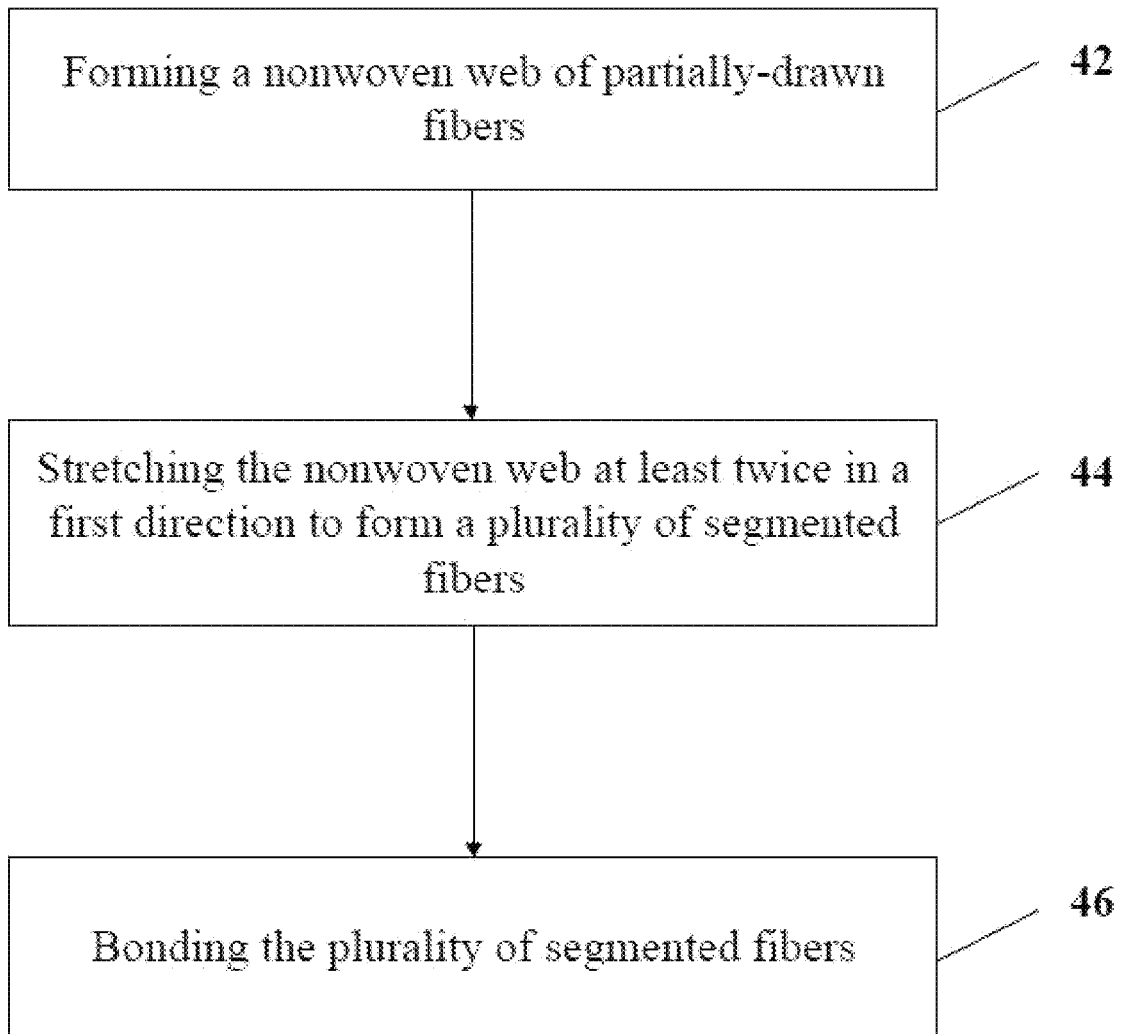 Forming a nonwoven web of partially-drawn
fibers
42
Stretching the nonwoven web at least twice in a
first direction to form a plurality of segmented
fibers
44
Bonding the plurality of segmented fibers
46